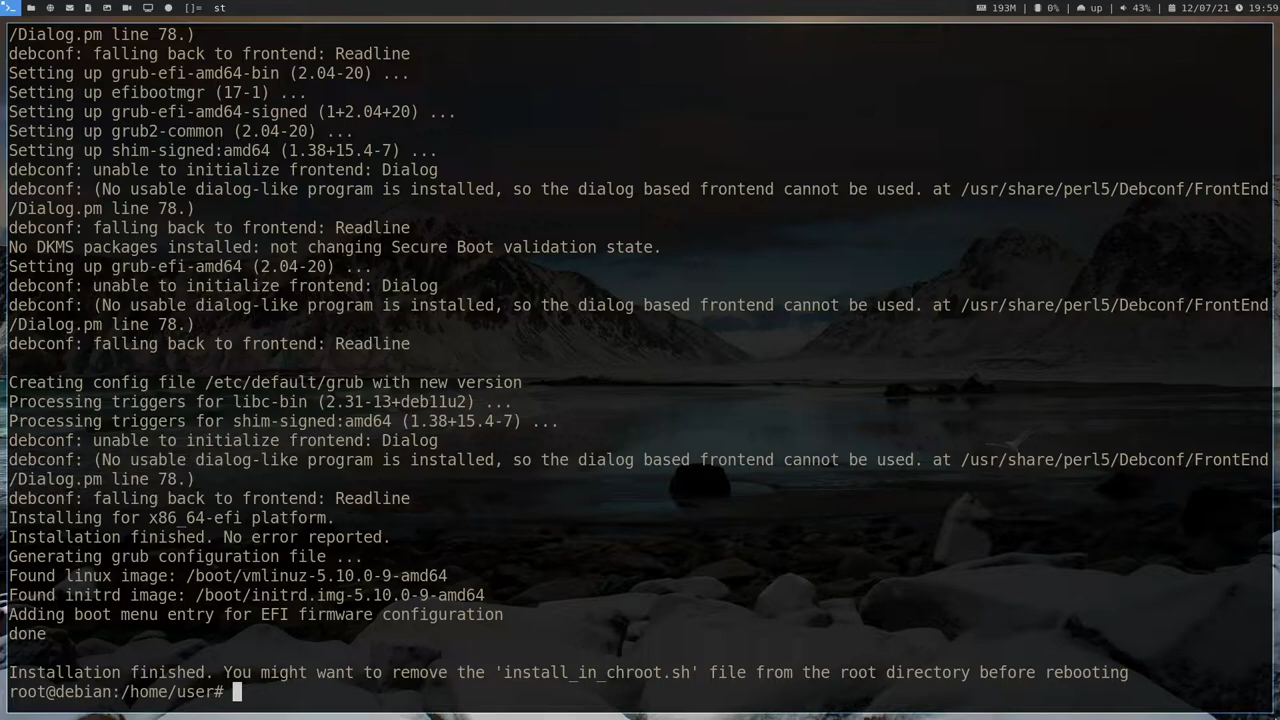 []= st 193M | 0% | up | 43% | 12/07/21 19:59
/Dialog.pm line 78.)
debconf: falling back to frontend: Readline
Setting up grub-efi-amd64-bin (2.04-20) ...
Setting up efibootmgr (17-1) ...
Setting up grub-efi-amd64-signed (1+2.04+20) ...
Setting up grub2-common (2.04-20) ...
Setting up shim-signed:amd64 (1.38+15.4-7) ...
debconf: unable to initialize frontend: Dialog
debconf: (No usable dialog-like program is installed, so the dialog based frontend cannot be used. at /usr/share/perl5/Debconf/FrontEnd
/Dialog.pm line 78.)
debconf: falling back to frontend: Readline
No DKMS packages installed: not changing Secure Boot validation state.
Setting up grub-efi-amd64 (2.04-20) ...
debconf: unable to initialize frontend: Dialog
debconf: (No usable dialog-like program is installed, so the dialog based frontend cannot be used. at /usr/share/perl5/Debconf/FrontEnd
/Dialog.pm line 78.)
debconf: falling back to frontend: Readline
Creating config file /etc/default/grub with new version
Processing triggers for libc-bin (2.31-13+deb11u2) ...
Processing triggers for shim-signed:amd64 (1.38+15.4-7) ...
debconf: unable to initialize frontend: Dialog
debconf: (No usable dialog-like program is installed, so the dialog based frontend cannot be used. at /usr/share/perl5/Debconf/FrontEnd
/Dialog.pm line 78.)
debconf: falling back to frontend: Readline
Installing for x86_64-efi platform.
Installation finished. No error reported.
Generating grub configuration file ...
Found linux image: /boot/vmlinuz-5.10.0-9-amd64
Found initrd image: /boot/initrd.img-5.10.0-9-amd64
Adding boot menu entry for EFI firmware configuration
done
Installation finished. You might want to remove the 'install_in_chroot.sh' file from the root directory before rebooting
root@debian:/home/user#